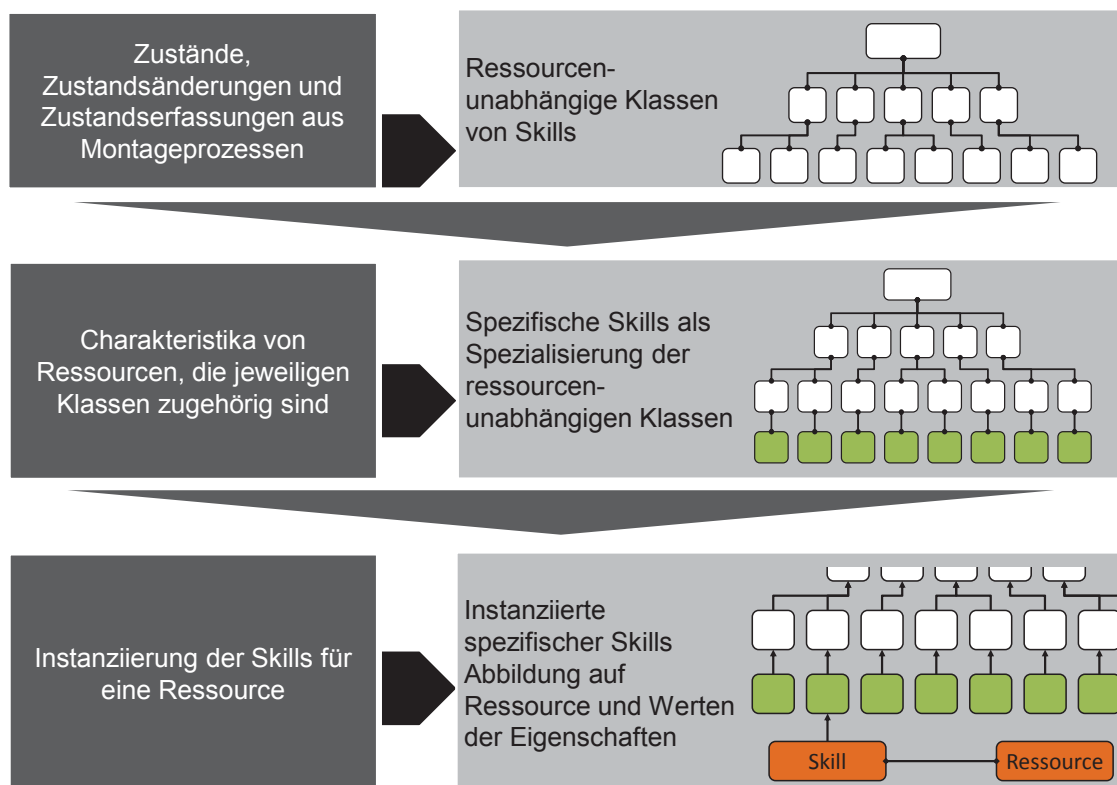 Zustände,
Zustandsänderungen und
Zustandserfassungen aus
Montageprozessen
Ressourcen-
unabhängige Klassen
von Skills
Charakteristika von
Ressourcen, die jeweiligen
Klassen zugehörig sind
Spezifische Skills als
Spezialisierung der
ressourcen-
unabhängigen Klassen
Instanziierung der Skills für
eine Ressource
Instanziierte
spezifischer Skills
Abbildung auf
Ressource und Werten
der Eigenschaften
Skill
Ressource